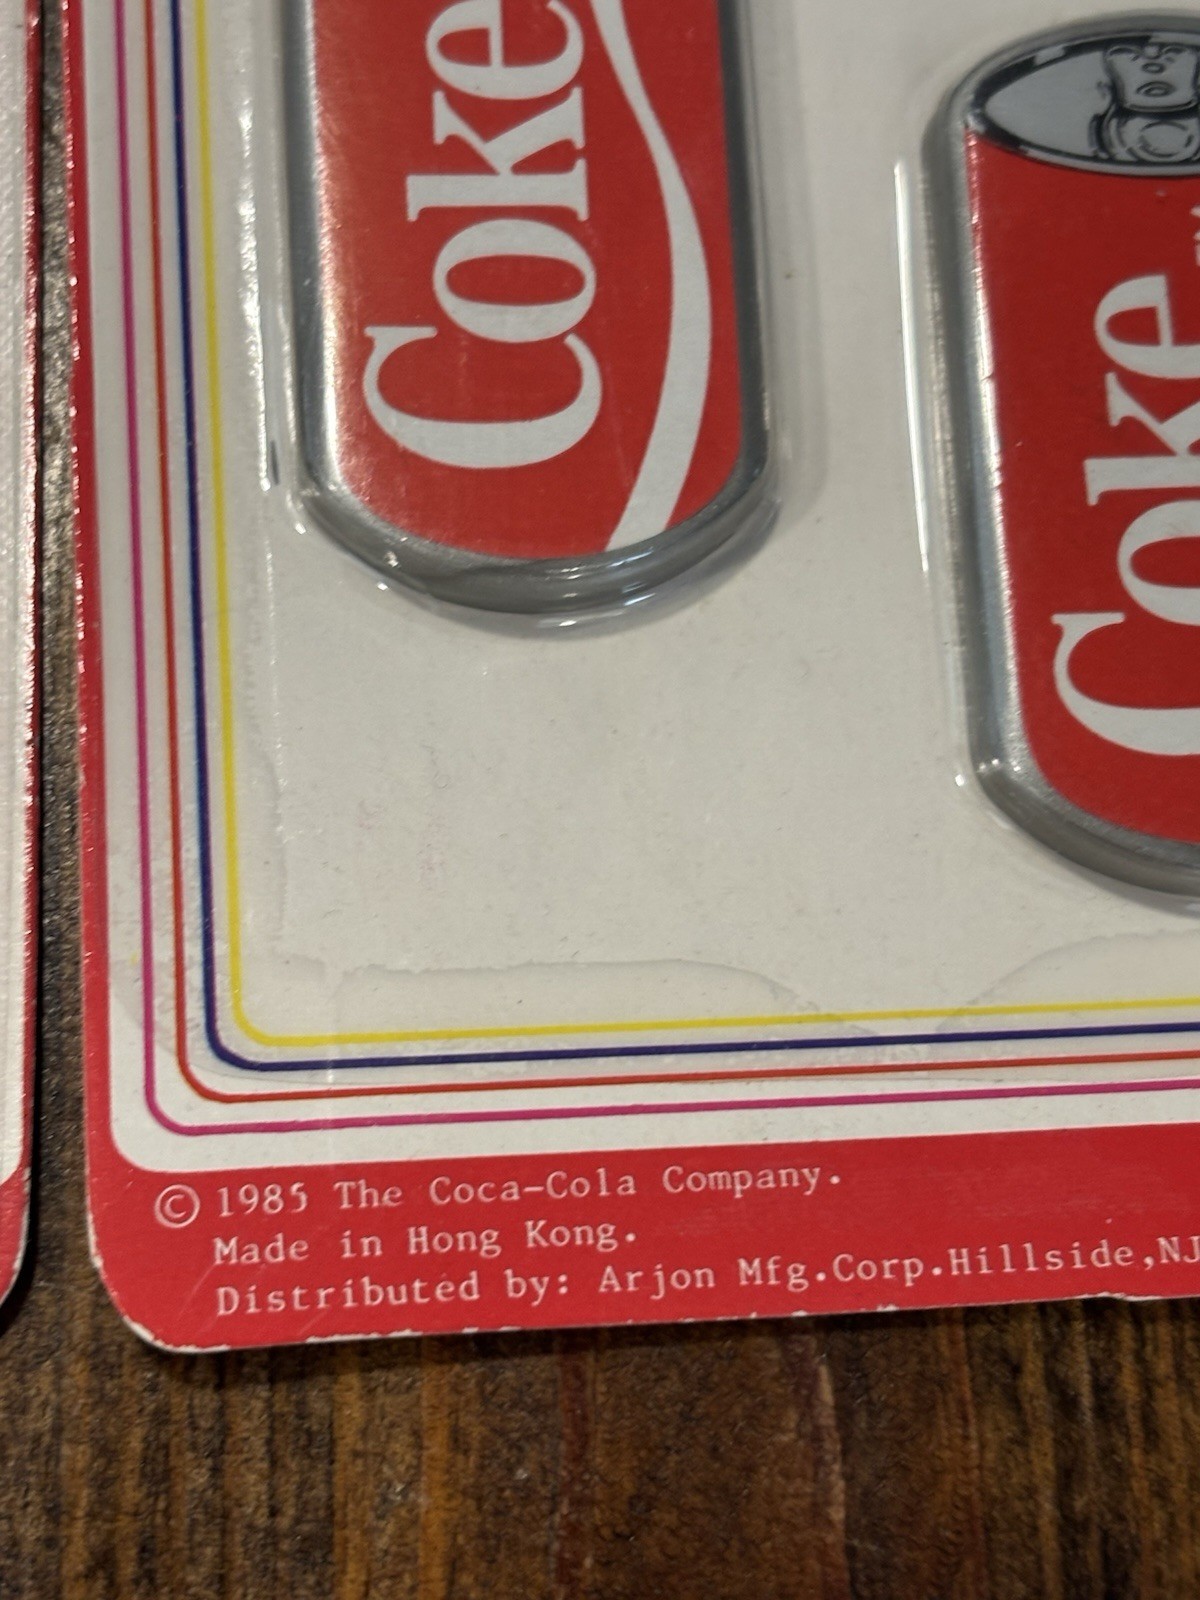 Coke
Coke
© 1985 The Coca-Cola Company.
Made in Hong Kong.
Distributed by: Arjon Mfg.Corp.Hillside,NJ